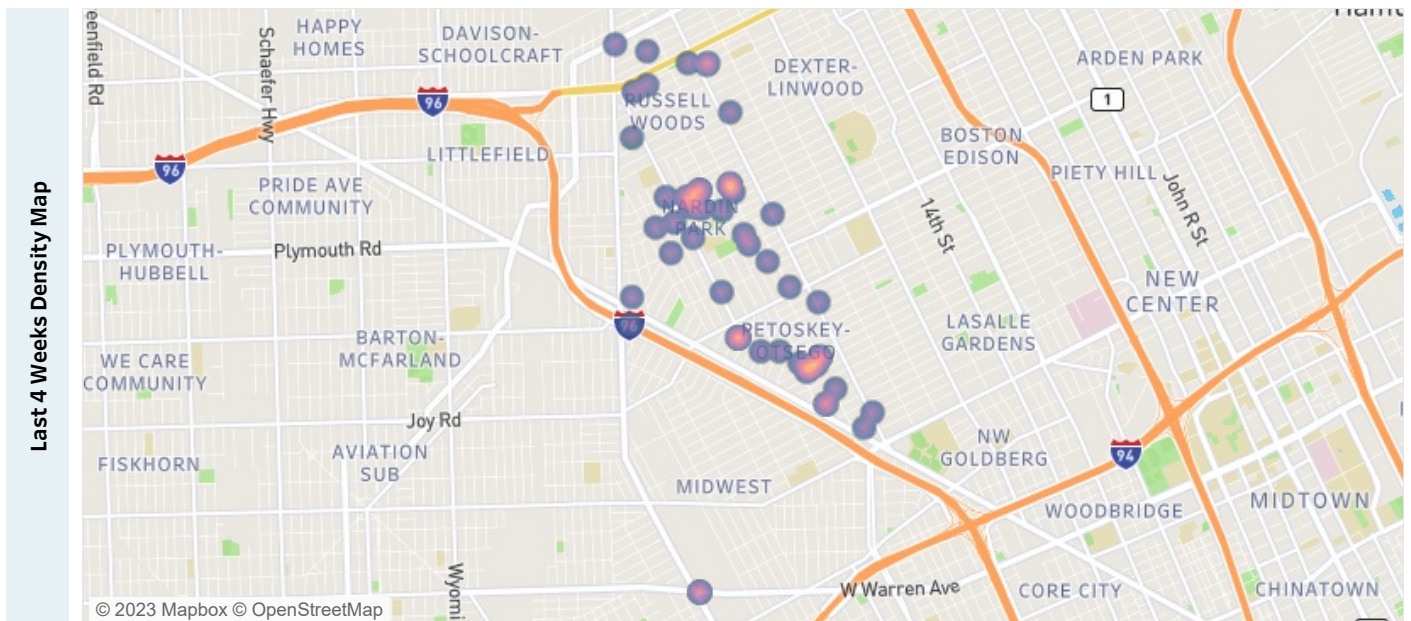 Last 4 Weeks Density Map
eenfield Rd
Schaefer Hwy
HAPPY
HOMES
DAVISON-
SCHOOLCRAFT
96
RUSSELL
WOODS
DEXTER-
LINWOOD
ARDEN PARK
1
BOSTON
EDISON
PIETY HILL
John R St
96
LITTLEFIELD
PRIDE AVE
COMMUNITY
NARDIN
PARK
14th St
PLYMOUTH-
HUBBELL
Plymouth Rd
NEW
CENTER
96
BARTON-
MCFARLAND
PETOSKEY-
OTSEGO
LASALLE
GARDENS
WE CARE
COMMUNITY
Joy Rd
FISKHORN
AVIATION
SUB
NW
GOLDBERG
94
MIDWEST
WOODBRIDGE
MIDTOWN
Wyomi
W Warren Ave
CORE CITY
CHINATOWN
© 2023 Mapbox © OpenStreetMap